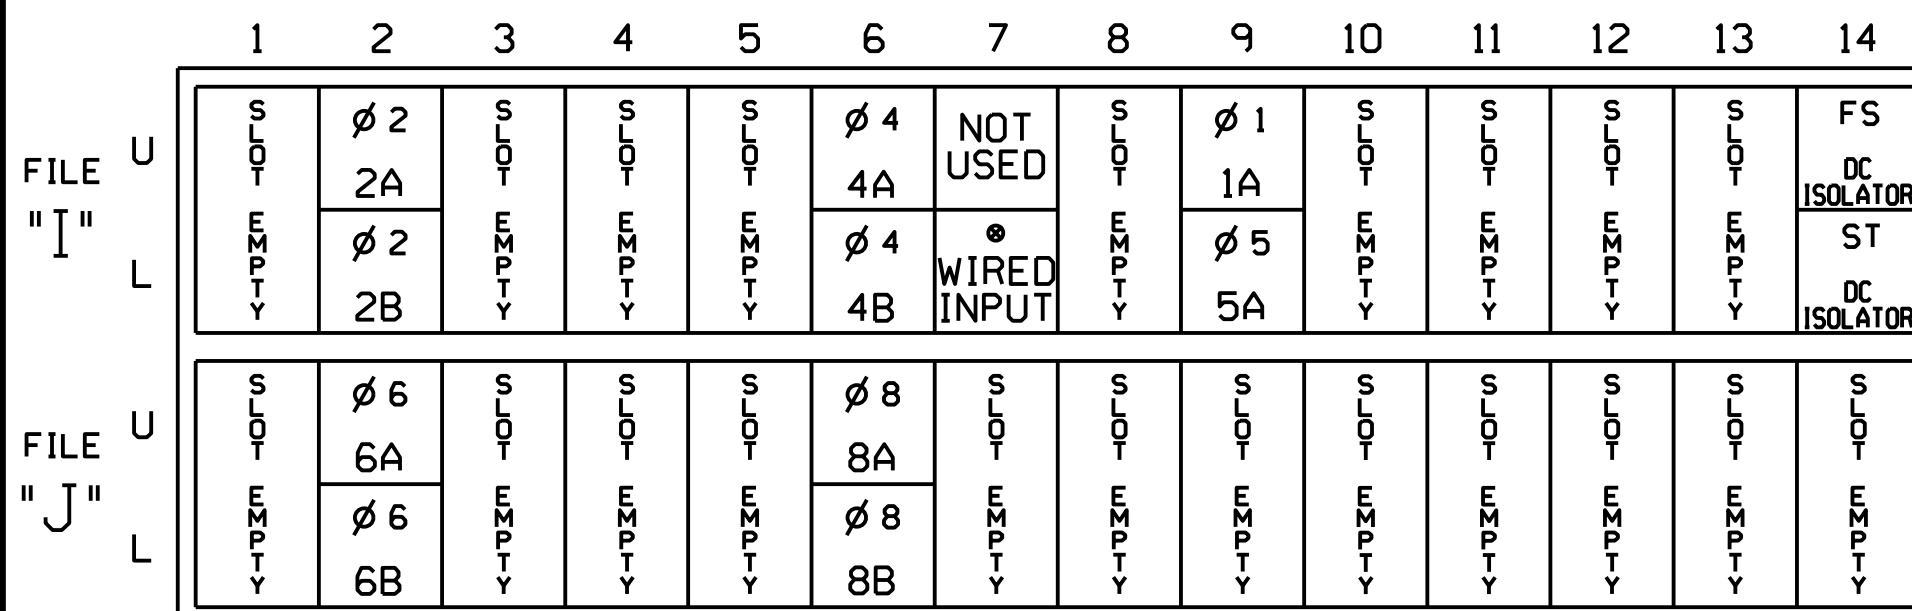 1 2 3 4 5 6 7 8 9 10 11 12 13 14
FILE "I"
U
L
SLOT EMPTY
Ø 2
2A
Ø 2
2B
SLOT EMPTY
SLOT EMPTY
SLOT EMPTY
Ø 4
4A
Ø 4
4B
NOT
USED
⊗
WIRED
INPUT
SLOT EMPTY
Ø 1
1A
Ø 5
5A
SLOT EMPTY
SLOT EMPTY
SLOT EMPTY
SLOT EMPTY
FS
DC
ISOLATOR
ST
DC
ISOLATOR
FILE
"J"
U
L
SLOT EMPTY
Ø 6
6A
Ø 6
6B
SLOT EMPTY
SLOT EMPTY
SLOT EMPTY
Ø 8
8A
Ø 8
8B
SLOT EMPTY
SLOT EMPTY
SLOT EMPTY
SLOT EMPTY
SLOT EMPTY
SLOT EMPTY
SLOT EMPTY
SLOT EMPTY